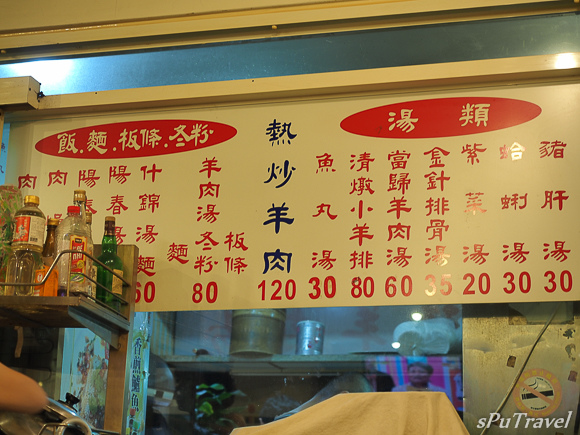 湯類
豬肝湯 30
蛤蜊湯 30
紫菜湯 20
金針排骨湯 35
當歸羊肉湯 60
清燉小羊排 80
魚丸湯 30
熱炒羊肉 120
飯.麵.板條.冬粉
羊肉湯冬粉 板條 麵 80
什錦湯麵 60
陽春
陽春
肉
肉
sPuTravel